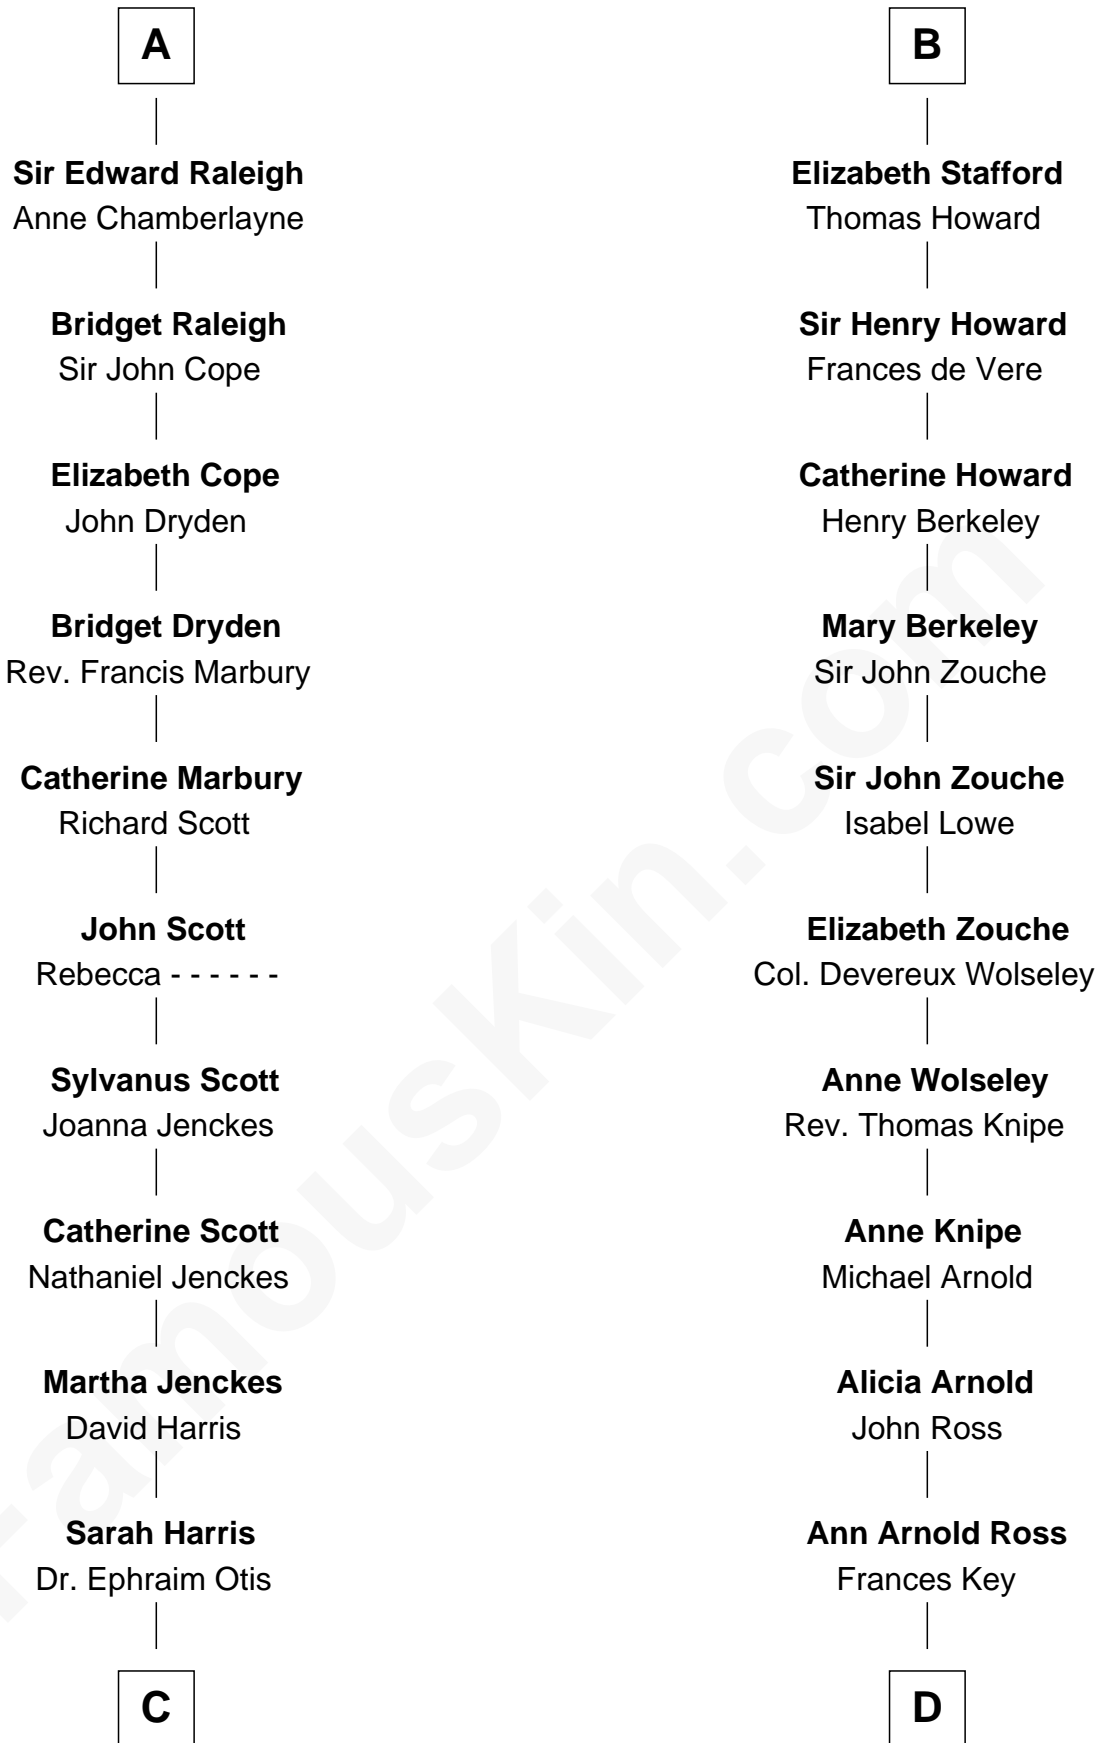 A
Sir Edward Raleigh
Anne Chamberlayne
Bridget Raleigh
Sir John Cope
Elizabeth Cope
John Dryden
Bridget Dryden
Rev. Francis Marbury
Catherine Marbury
Richard Scott
John Scott
Rebecca - - - - - -
Sylvanus Scott
Joanna Jenckes
Catherine Scott
Nathaniel Jenckes
Martha Jenckes
David Harris
Sarah Harris
Dr. Ephraim Otis
C
B
Elizabeth Stafford
Thomas Howard
Sir Henry Howard
Frances de Vere
Catherine Howard
Henry Berkeley
Mary Berkeley
Sir John Zouche
Sir John Zouche
Isabel Lowe
Elizabeth Zouche
Col. Devereux Wolseley
Anne Wolseley
Rev. Thomas Knipe
Anne Knipe
Michael Arnold
Alicia Arnold
John Ross
Ann Arnold Ross
Frances Key
D
FamousKin.com